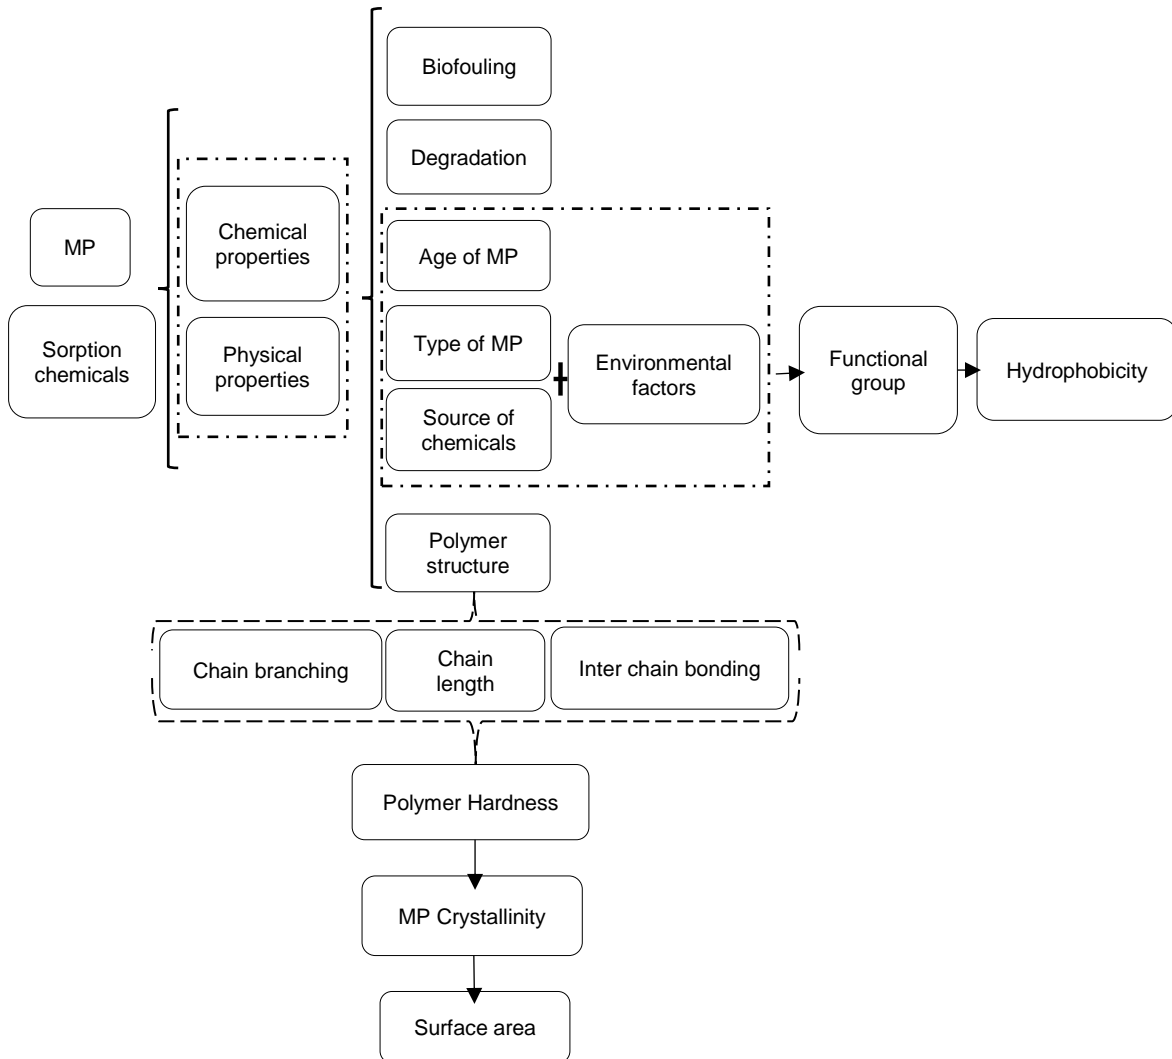 MP
Sorption
chemicals
Chemical
properties
Physical
properties
Biofouling
Degradation
Age of MP
Type of MP
Source of
chemicals
+
Environmental
factors
Functional
group
Hydrophobicity
Polymer
structure
Chain branching
Chain
length
Inter chain bonding
Polymer Hardness
MP Crystallinity
Surface area